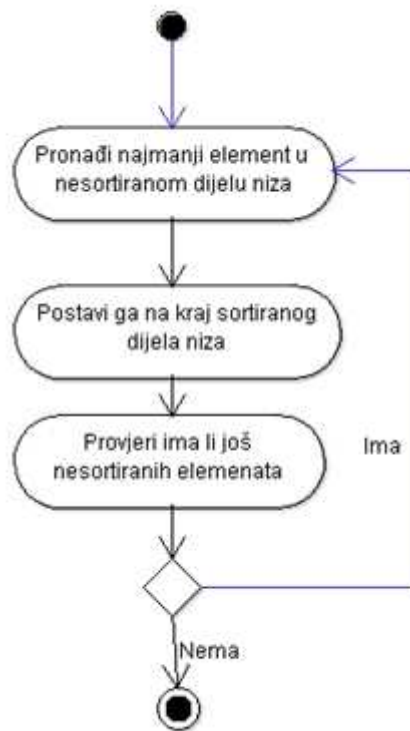 Pronađi najmanji element u
nesortiranom dijelu niza
Postavi ga na kraj sortiranog
dijela niza
Provjeri ima li još
nesortiranih elemenata
Ima
Nema